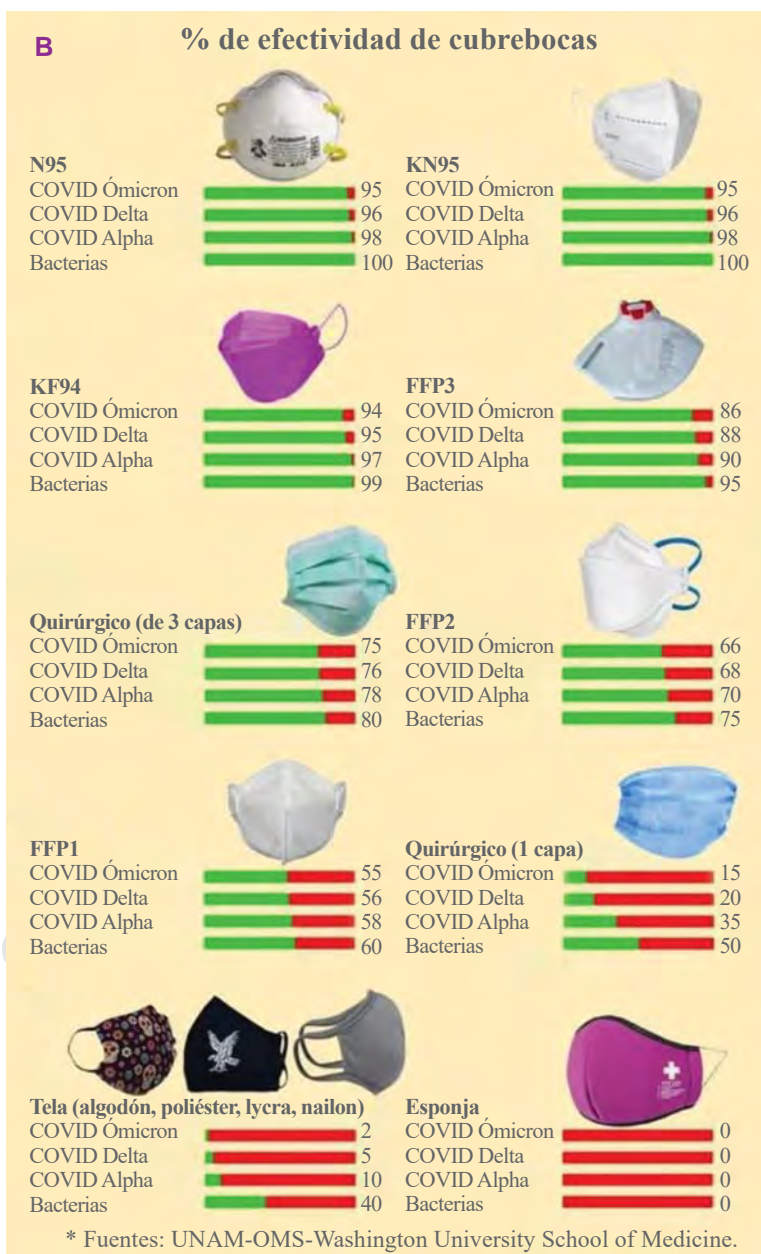 B
% de efectividad de cubrebocas
N95
COVID Ómicron 95
COVID Delta 96
COVID Alpha 98
Bacterias 100
KN95
COVID Ómicron 95
COVID Delta 96
COVID Alpha 98
Bacterias 100
KF94
COVID Ómicron 94
COVID Delta 95
COVID Alpha 97
Bacterias 99
FFP3
COVID Ómicron 86
COVID Delta 88
COVID Alpha 90
Bacterias 95
Quirúrgico (de 3 capas)
COVID Ómicron 75
COVID Delta 76
COVID Alpha 78
Bacterias 80
FFP2
COVID Ómicron 66
COVID Delta 68
COVID Alpha 70
Bacterias 75
FFP1
COVID Ómicron 55
COVID Delta 56
COVID Alpha 58
Bacterias 60
Quirúrgico (1 capa)
COVID Ómicron 15
COVID Delta 20
COVID Alpha 35
Bacterias 50
Tela (algodón, poliéster, lycra, nailon)
COVID Ómicron 2
COVID Delta 5
COVID Alpha 10
Bacterias 40
Esponja
COVID Ómicron 0
COVID Delta 0
COVID Alpha 0
Bacterias 0
* Fuentes: UNAM-OMS-Washington University School of Medicine.